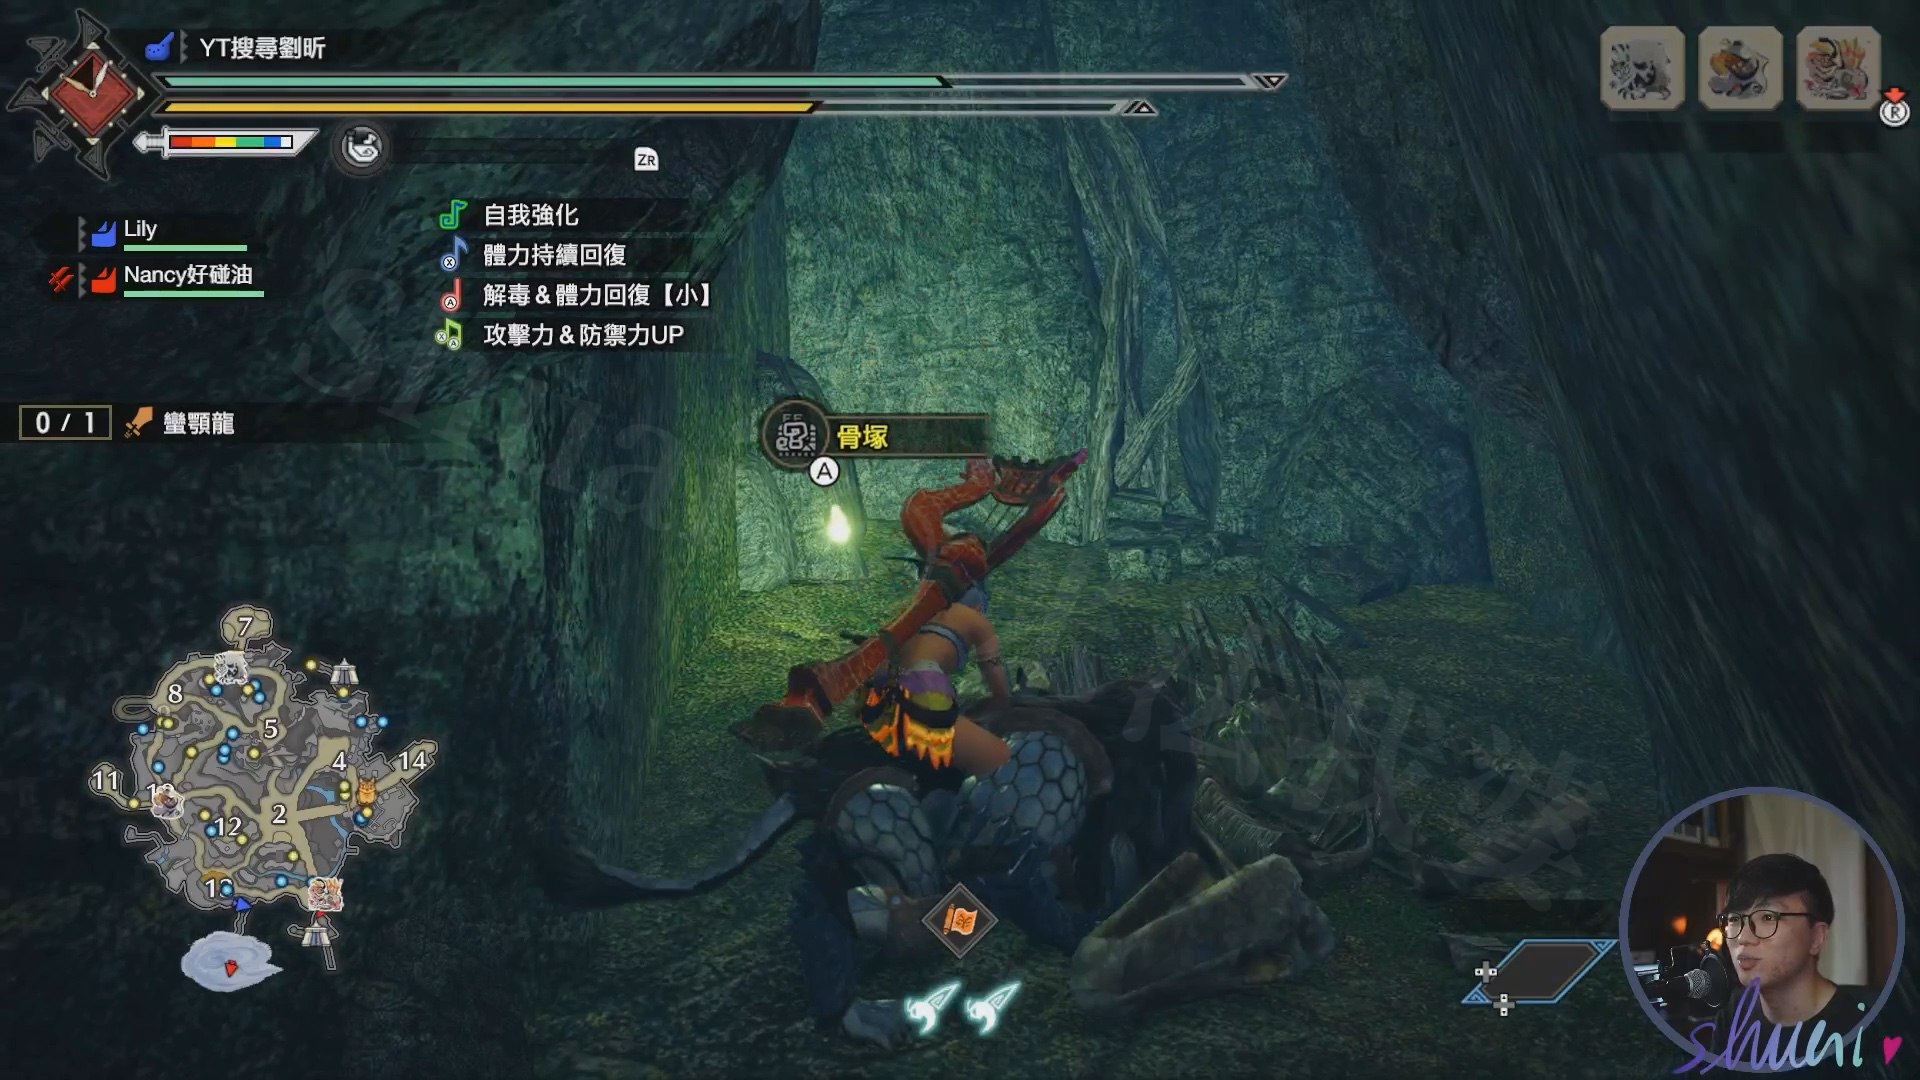 YT搜尋劉昕
ZR
自我強化
體力持續回復
解毒＆體力回復【小】
攻擊力＆防禦力UP
Lily
Nancy好碰油
0 / 1
蠻顎龍
骨塚
A
R
7
8
5
4
14
11
2
12
shuni